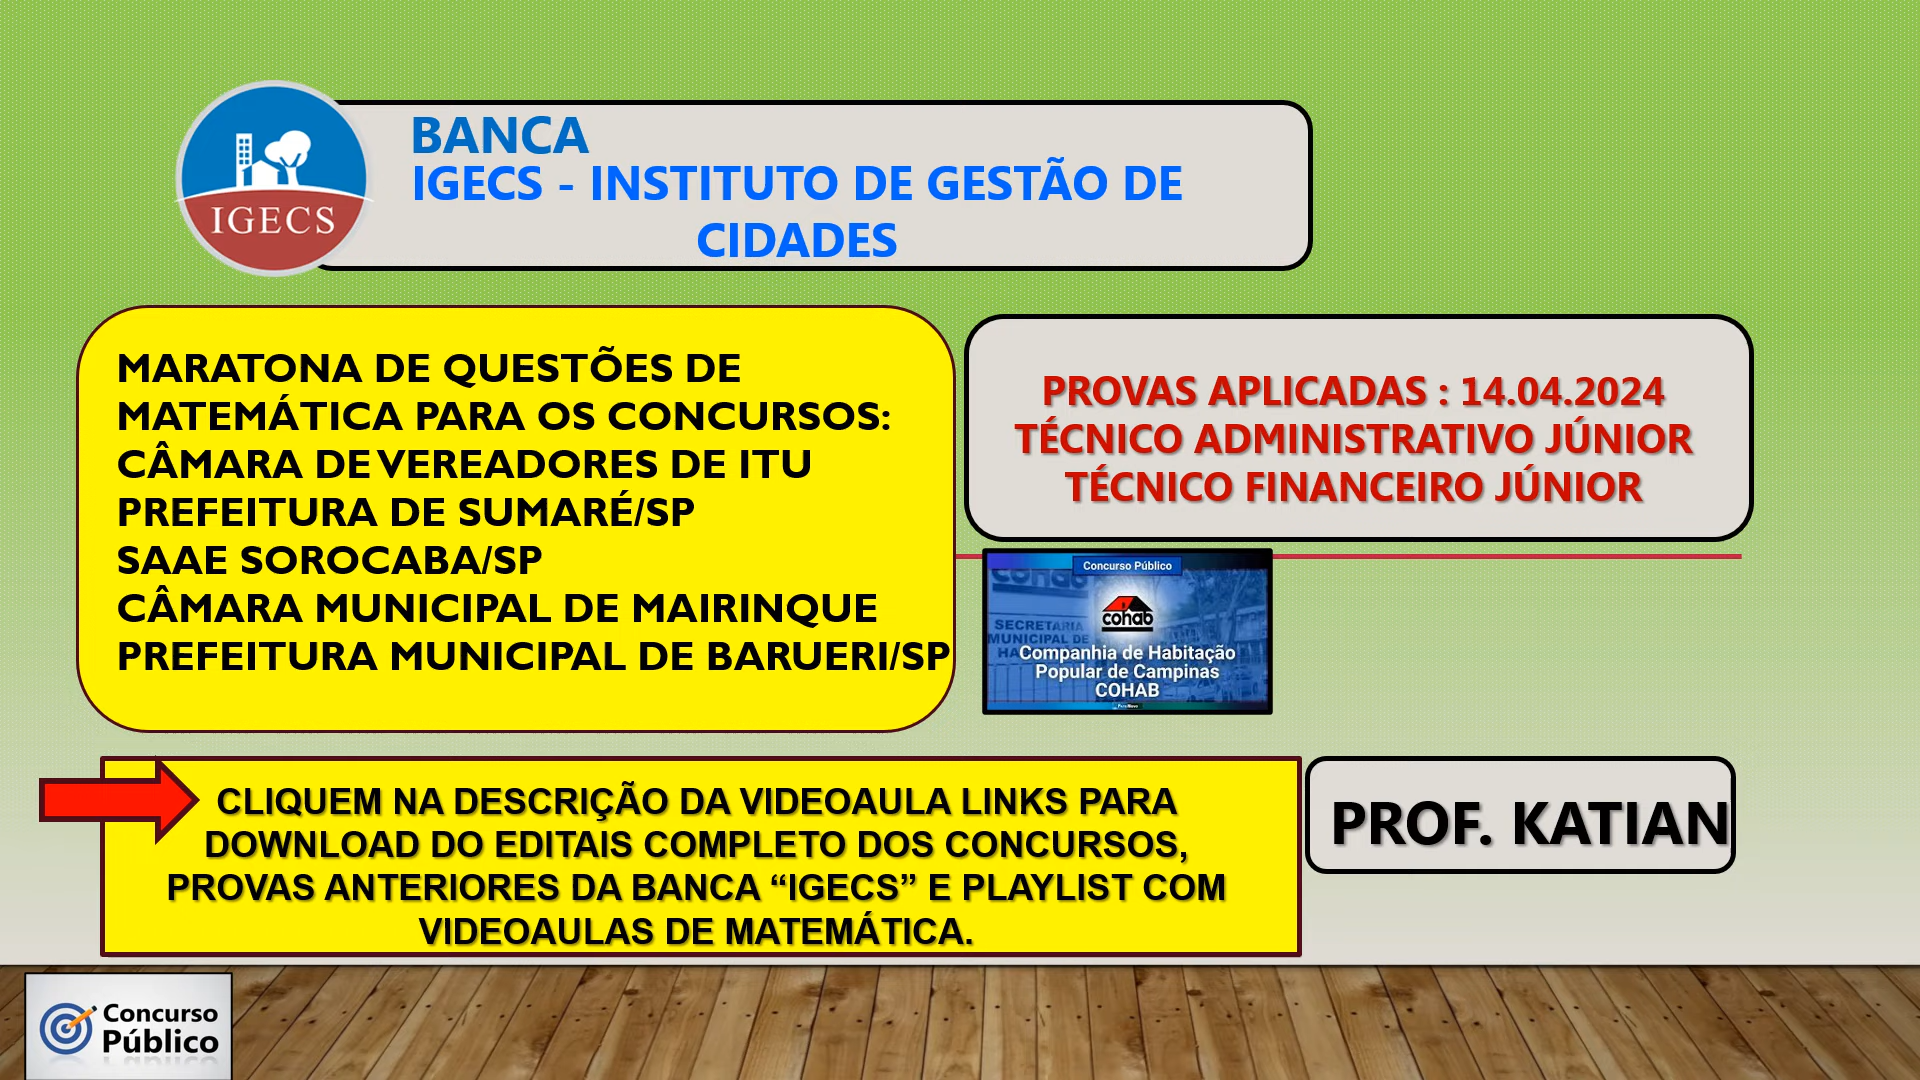 IGECS
BANCA
IGECS - INSTITUTO DE GESTÃO DE
CIDADES
MARATONA DE QUESTÕES DE
MATEMÁTICA PARA OS CONCURSOS:
CÂMARA DE VEREADORES DE ITU
PREFEITURA DE SUMARÉ/SP
SAAE SOROCABA/SP
CÂMARA MUNICIPAL DE MAIRINQUE
PREFEITURA MUNICIPAL DE BARUERI/SP
PROVAS APLICADAS : 14.04.2024
TÉCNICO ADMINISTRATIVO JÚNIOR
TÉCNICO FINANCEIRO JÚNIOR
Concurso Público
cohab
cohab
SECRETARIA
MUNICIPAL DE
HA
Companhia de Habitação
Popular de Campinas
COHAB
CLIQUEM NA DESCRIÇÃO DA VIDEOAULA LINKS PARA
DOWNLOAD DO EDITAIS COMPLETO DOS CONCURSOS,
PROVAS ANTERIORES DA BANCA “IGECS” E PLAYLIST COM
VIDEOAULAS DE MATEMÁTICA.
PROF. KATIAN
Concurso
Público